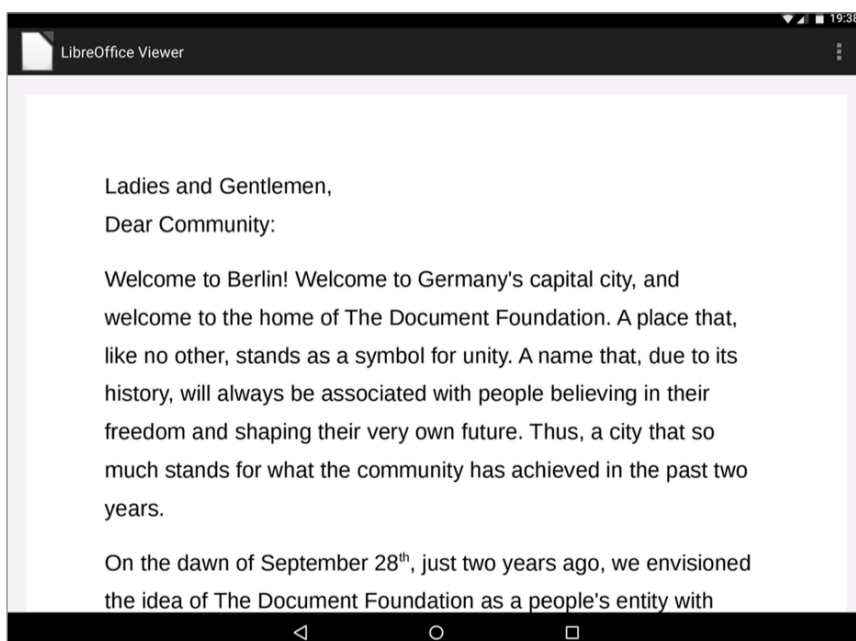 19:38
LibreOffice Viewer
Ladies and Gentlemen,
Dear Community:
Welcome to Berlin! Welcome to Germany's capital city, and
welcome to the home of The Document Foundation. A place that,
like no other, stands as a symbol for unity. A name that, due to its
history, will always be associated with people believing in their
freedom and shaping their very own future. Thus, a city that so
much stands for what the community has achieved in the past two
years.
On the dawn of September 28th, just two years ago, we envisioned
the idea of The Document Foundation as a people's entity with